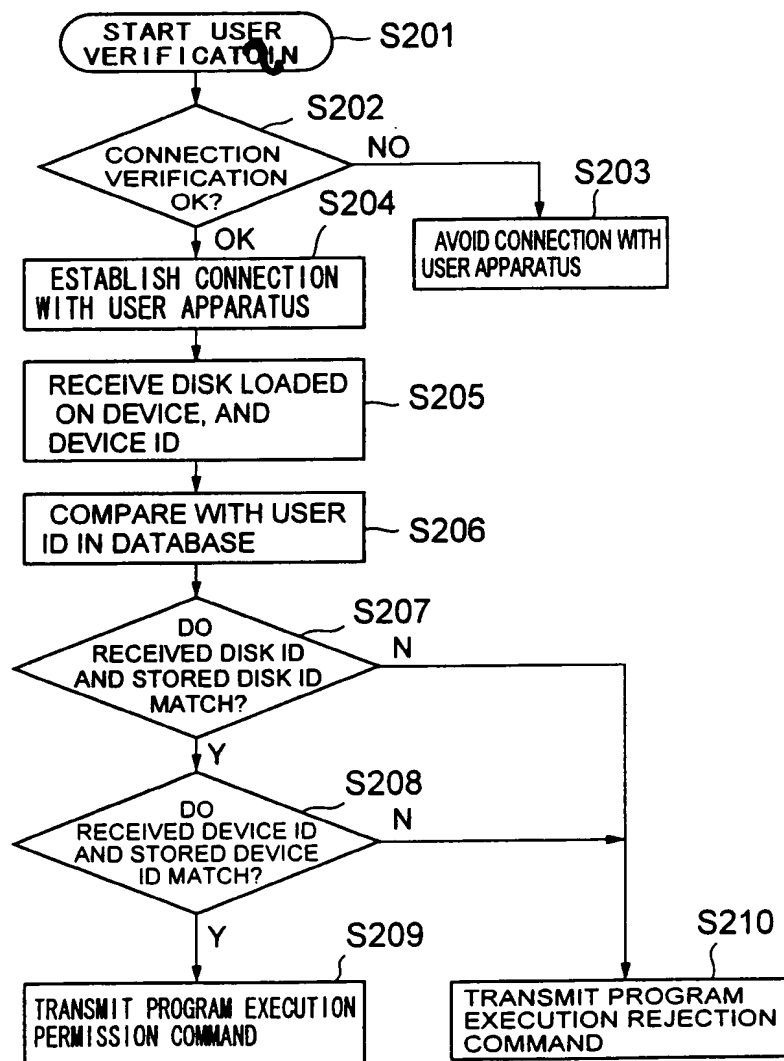 START USER
VERIFICATOIN
S201
S202
CONNECTION
VERIFICATION
OK?
NO
S203
AVOID CONNECTION WITH
USER APPARATUS
OK
S204
ESTABLISH CONNECTION
WITH USER APPARATUS
RECEIVE DISK LOADED
ON DEVICE, AND
DEVICE ID
S205
COMPARE WITH USER
ID IN DATABASE
S206
S207
DO
RECEIVED DISK ID
AND STORED DISK ID
MATCH?
N
Y
S208
DO
RECEIVED DEVICE ID
AND STORED DEVICE
ID MATCH?
N
Y
S209
TRANSMIT PROGRAM EXECUTION
PERMISSION COMMAND
S210
TRANSMIT PROGRAM
EXECUTION REJECTION
COMMAND